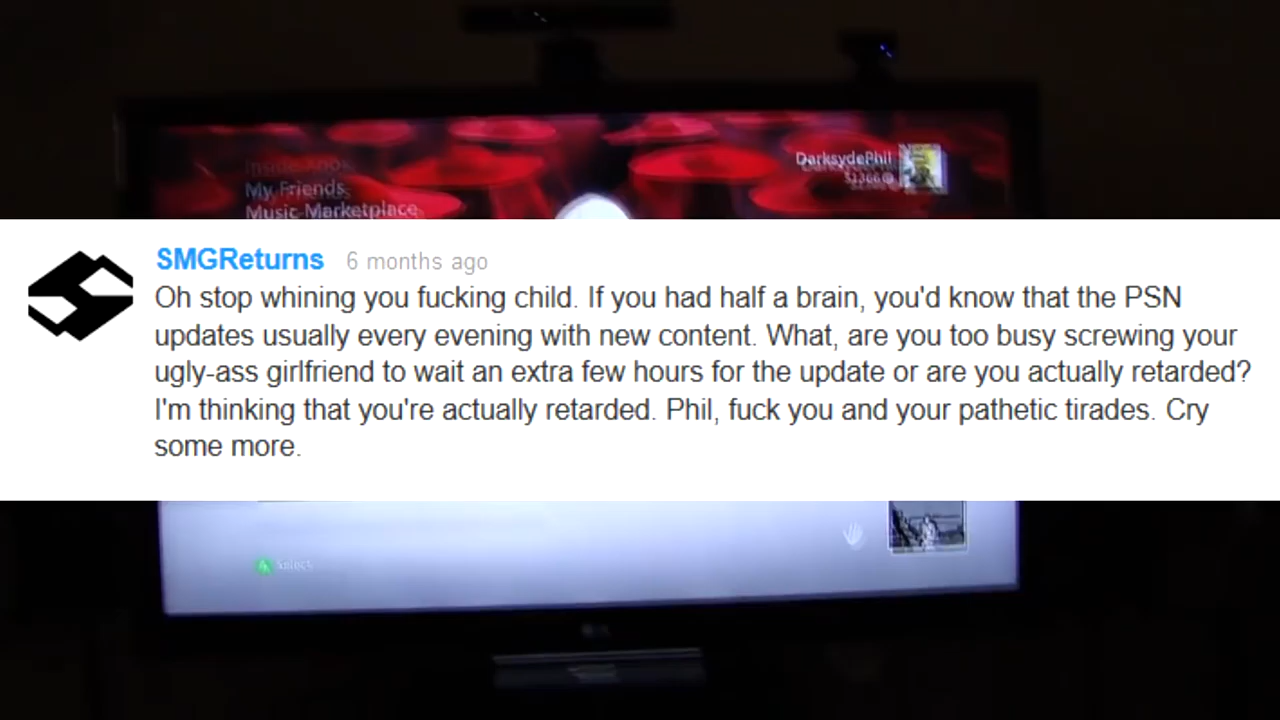 My Friends
DarksydePhil
Music Marketplace
SMGReturns 6 months ago
Oh stop whining you fucking child. If you had half a brain, you'd know that the PSN
updates usually every evening with new content. What, are you too busy screwing your
ugly-ass girlfriend to wait an extra few hours for the update or are you actually retarded?
I'm thinking that you're actually retarded. Phil, fuck you and your pathetic tirades. Cry
some more.
Select